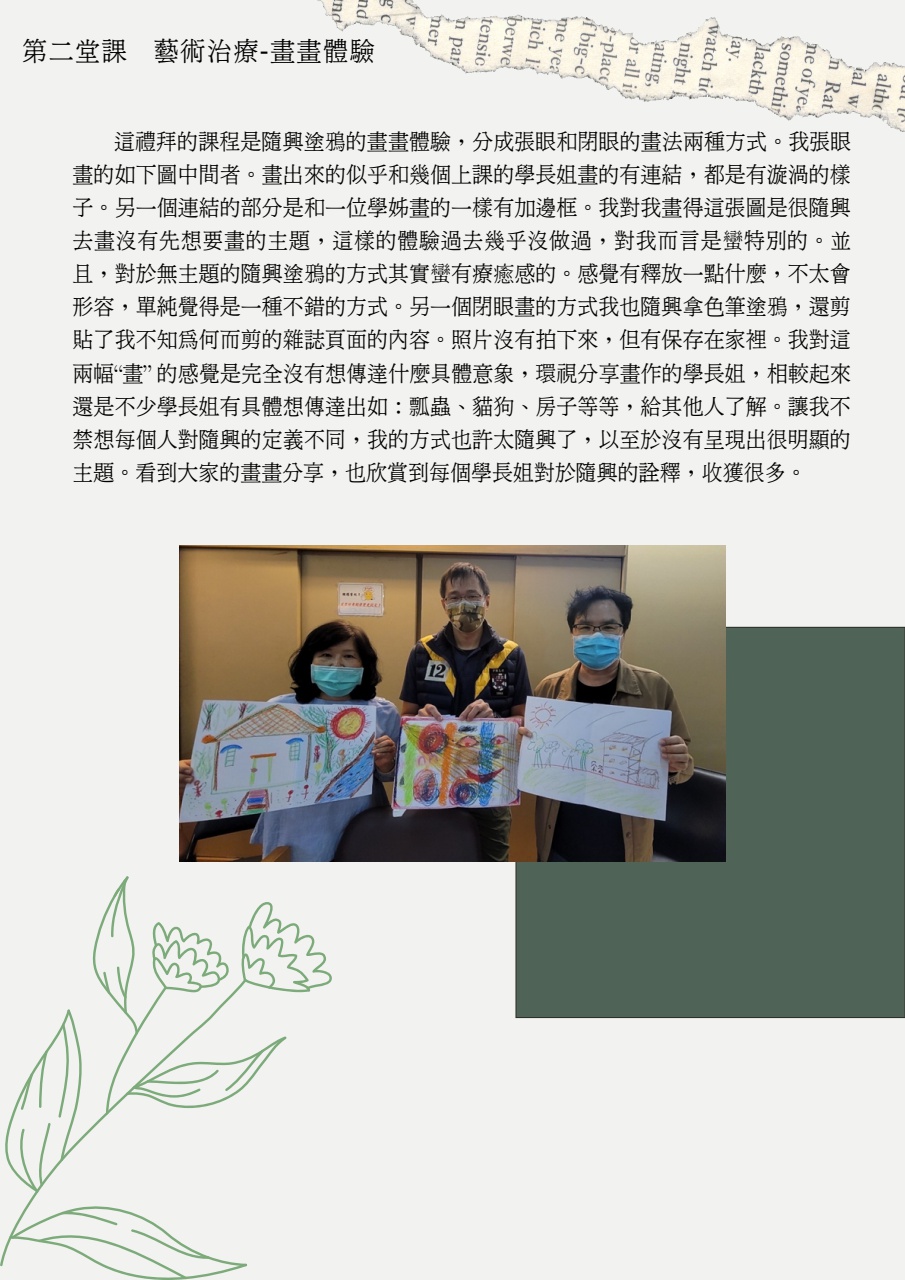 第二堂課　藝術治療-畫畫體驗
這禮拜的課程是隨興塗鴉的畫畫體驗，分成張眼和閉眼的畫法兩種方式。我張眼
畫的如下圖中間者。畫出來的似乎和幾個上課的學長姐畫的有連結，都是有漩渦的樣
子。另一個連結的部分是和一位學姊畫的一樣有加邊框。我對我畫得這張圖是很隨興
去畫沒有先想要畫的主題，這樣的體驗過去幾乎沒做過，對我而言是蠻特別的。並
且，對於無主題的隨興塗鴉的方式其實蠻有療癒感的。感覺有釋放一點什麼，不太會
形容，單純覺得是一種不錯的方式。另一個閉眼畫的方式我也隨興拿色筆塗鴉，還剪
貼了我不知為何而剪的雜誌頁面的內容。照片沒有拍下來，但有保存在家裡。我對這
兩幅“畫” 的感覺是完全沒有想傳達什麼具體意象，環視分享畫作的學長姐，相較起來
還是不少學長姐有具體想傳達出如：瓢蟲、貓狗、房子等等，給其他人了解。讓我不
禁想每個人對隨興的定義不同，我的方式也許太隨興了，以至於沒有呈現出很明顯的
主題。看到大家的畫畫分享，也欣賞到每個學長姐對於隨興的詮釋，收獲很多。
12